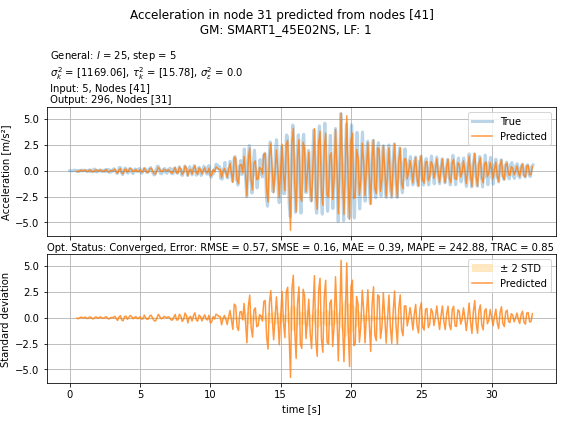 Acceleration in node 31 predicted from nodes [41]
GM: SMART1_45E02NS, LF: 1
General: l = 25, step = 5
σ²ₖ = [1169.06], τ²ₖ = [15.78], σ²_ε = 0.0
Input: 5, Nodes [41]
Output: 296, Nodes [31]
Acceleration [m/s²]
5.0
2.5
0.0
−2.5
−5.0
True
Predicted
Opt. Status: Converged, Error: RMSE = 0.57, SMSE = 0.16, MAE = 0.39, MAPE = 242.88, TRAC = 0.85
Standard deviation
5.0
2.5
0.0
−2.5
−5.0
± 2 STD
Predicted
0 5 10 15 20 25 30
time [s]